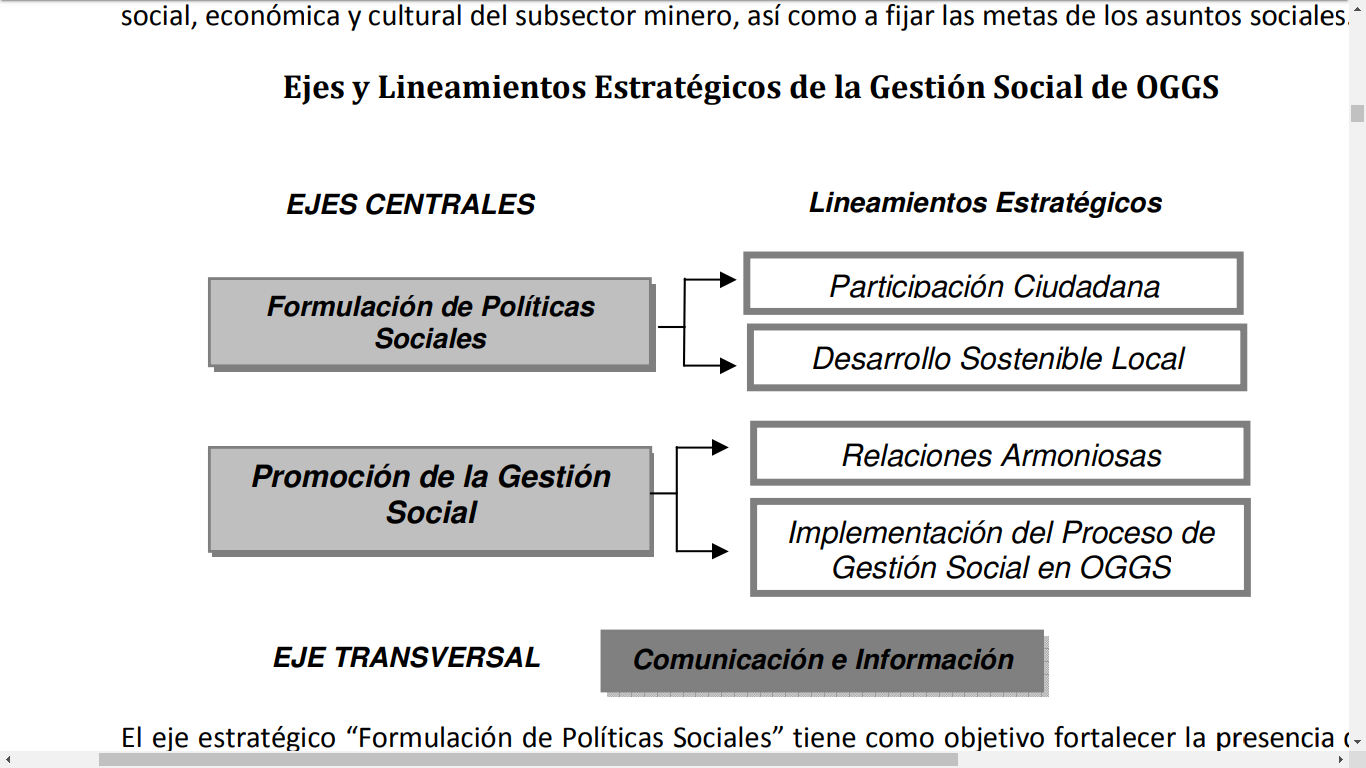 social, económica y cultural del subsector minero, así como a fijar las metas de los asuntos sociales.
Ejes y Lineamientos Estratégicos de la Gestión Social de OGGS
EJES CENTRALES
Lineamientos Estratégicos
Formulación de Políticas
Sociales
Participación Ciudadana
Desarrollo Sostenible Local
Promoción de la Gestión
Social
Relaciones Armoniosas
Implementación del Proceso de
Gestión Social en OGGS
EJE TRANSVERSAL
Comunicación e Información
El eje estratégico “Formulación de Políticas Sociales” tiene como objetivo fortalecer la presencia